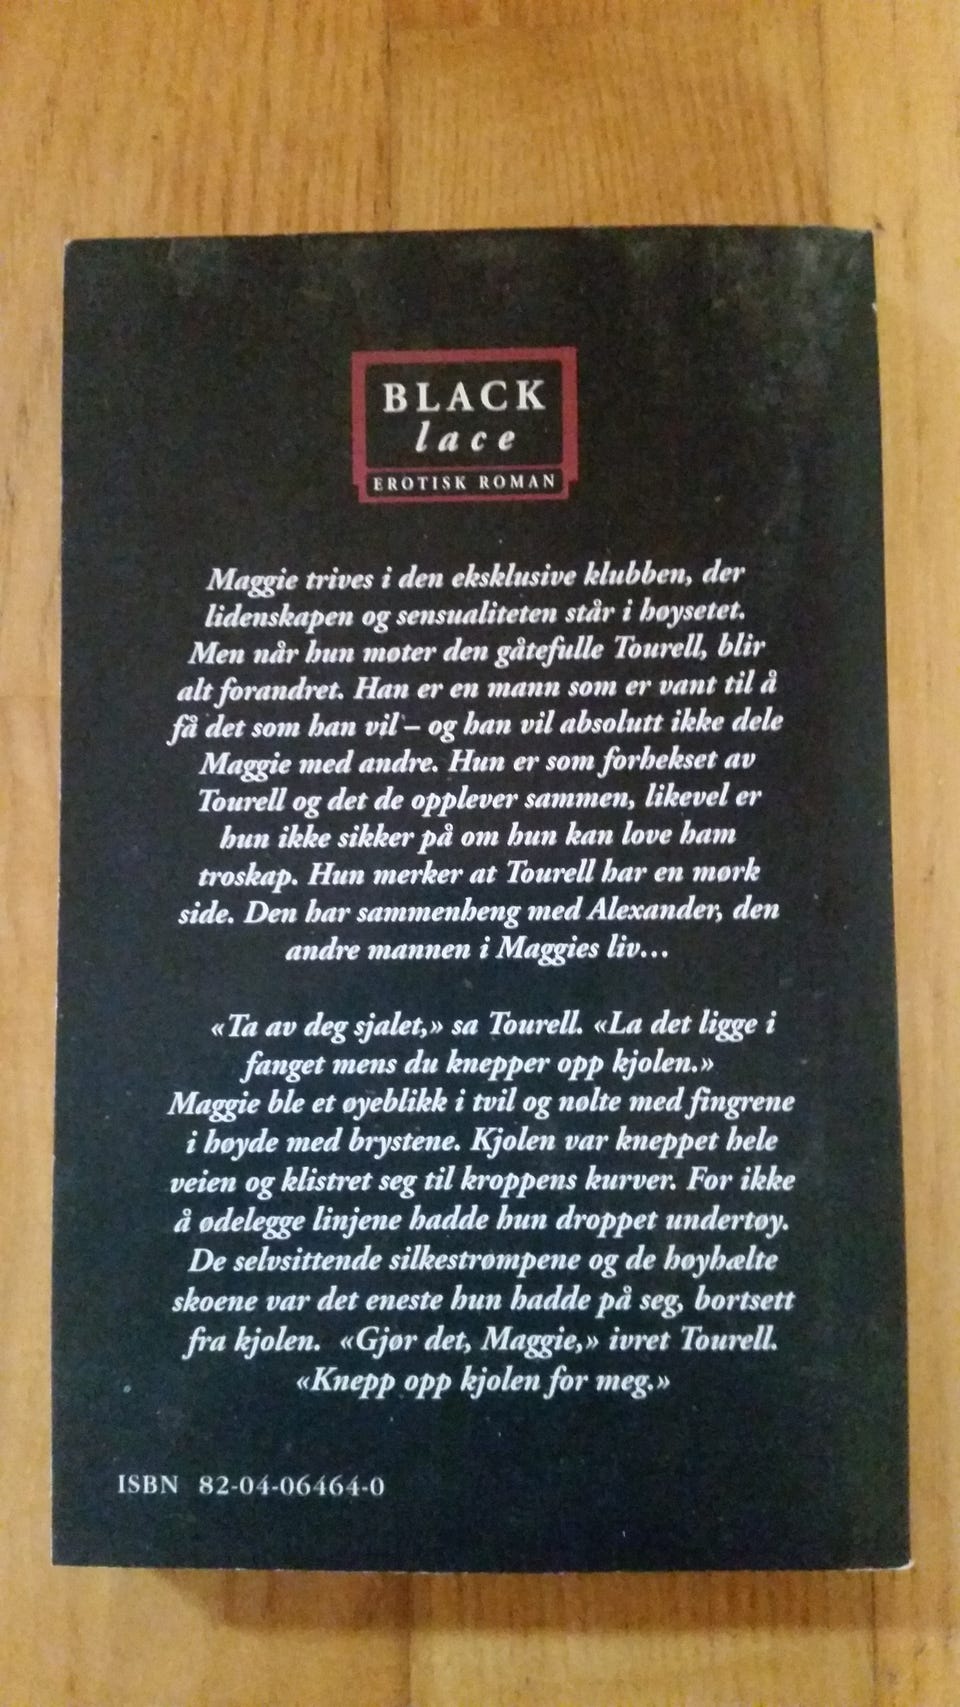 BLACK
lace
EROTISK ROMAN
Maggie trives i den eksklusive klubben, der
lidenskapen og sensualiteten står i høysetet.
Men når hun møter den gåtefulle Tourell, blir
alt forandret. Han er en mann som er vant til å
få det som han vil – og han vil absolutt ikke dele
Maggie med andre. Hun er som forhekset av
Tourell og det de opplever sammen, likevel er
hun ikke sikker på om hun kan love ham
troskap. Hun merker at Tourell har en mørk
side. Den har sammenheng med Alexander, den
andre mannen i Maggies liv...
«Ta av deg sjalet,» sa Tourell. «La det ligge i
fanget mens du knepper opp kjolen.»
Maggie ble et øyeblikk i tvil og nølte med fingrene
i høyde med brystene. Kjolen var kneppet hele
veien og klistret seg til kroppens kurver. For ikke
å ødelegge linjene hadde hun droppet undertøy.
De selvsittende silkestrømpene og de høyhælte
skoene var det eneste hun hadde på seg, bortsett
fra kjolen. «Gjør det, Maggie,» ivret Tourell.
«Knepp opp kjolen for meg.»
ISBN 82-04-06464-0